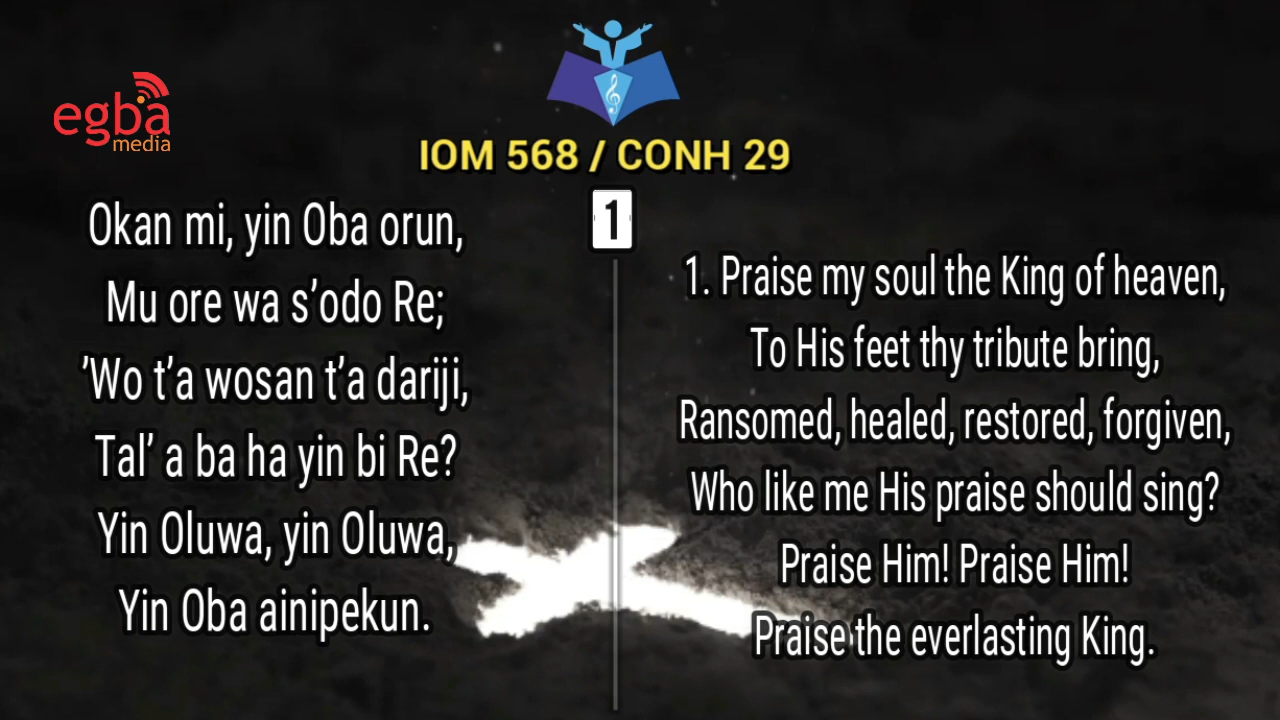 egba
media
IOM 568 / CONH 29
1
Okan mi, yin Oba orun,
Mu ore wa s’odo Re;
’Wo t’a wosan t’a dariji,
Tal’ a ba ha yin bi Re?
Yin Oluwa, yin Oluwa,
Yin Oba ainipekun.
1. Praise my soul the King of heaven,
To His feet thy tribute bring,
Ransomed, healed, restored, forgiven,
Who like me His praise should sing?
Praise Him! Praise Him!
Praise the everlasting King.